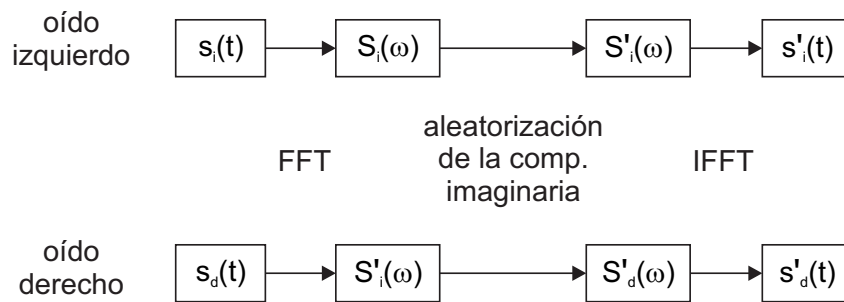 oído
izquierdo
sᵢ(t)
Sᵢ(ω)
S'ᵢ(ω)
s'ᵢ(t)
FFT
aleatorización
de la comp.
imaginaria
IFFT
oído
derecho
s_d(t)
S'ᵢ(ω)
S'_d(ω)
s'_d(t)